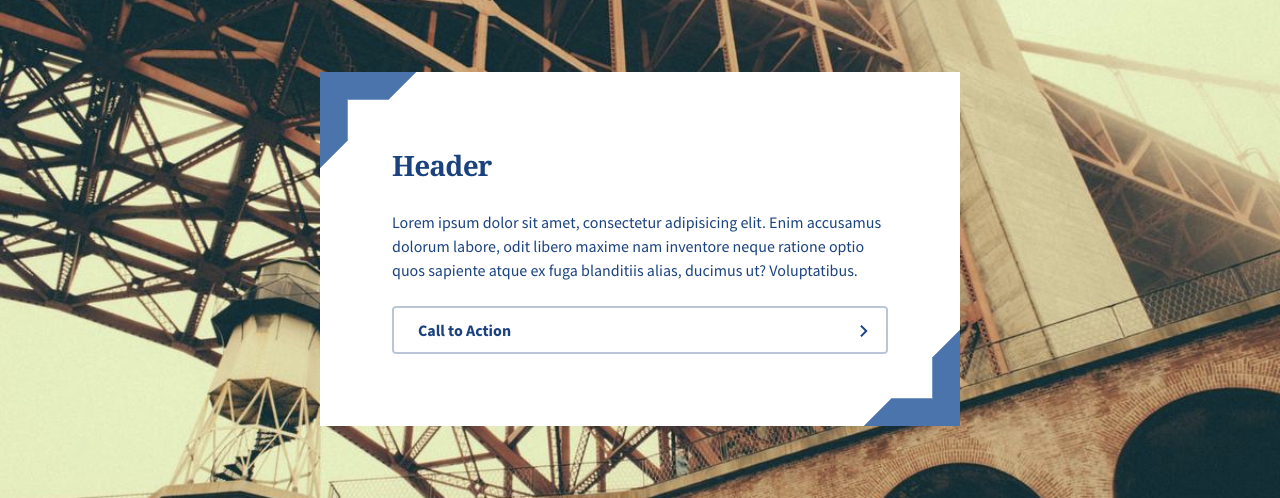 Header
Lorem ipsum dolor sit amet, consectetur adipisicing elit. Enim accusamus
dolorum labore, odit libero maxime nam inventore neque ratione optio
quos sapiente atque ex fuga blanditiis alias, ducimus ut? Voluptatibus.
Call to Action